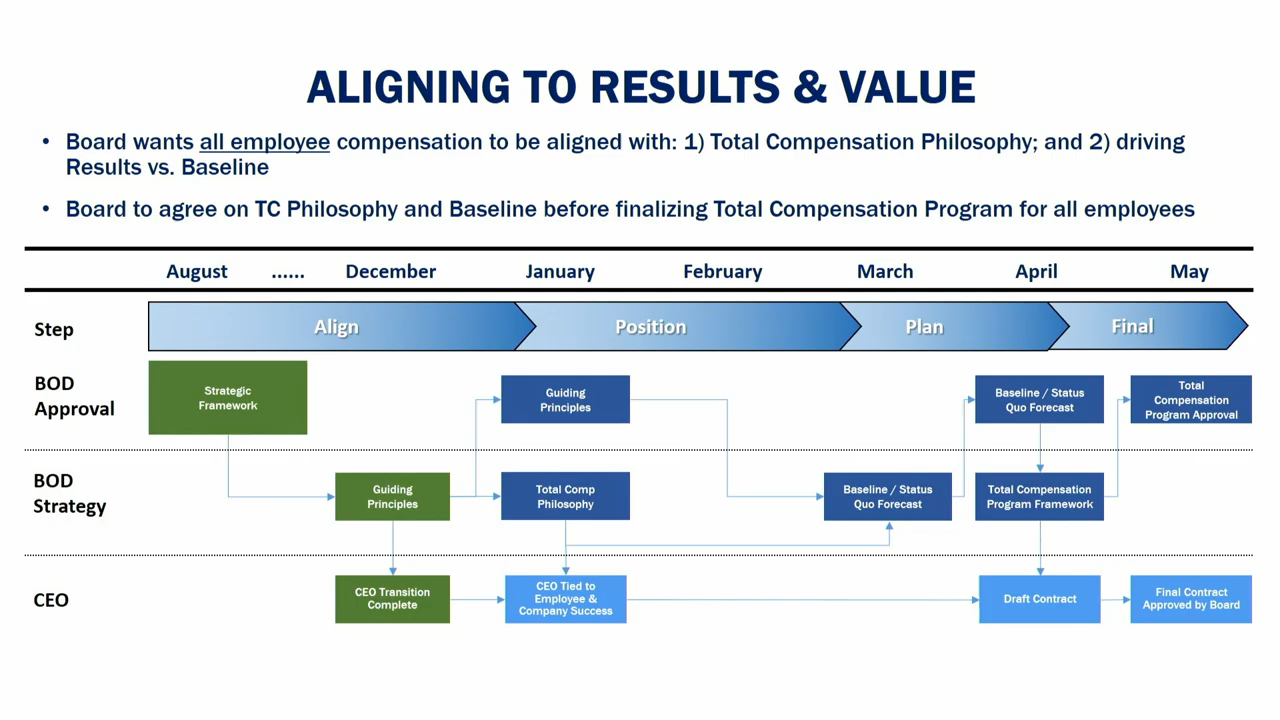 ALIGNING TO RESULTS & VALUE
• Board wants all employee compensation to be aligned with: 1) Total Compensation Philosophy; and 2) driving
Results vs. Baseline
• Board to agree on TC Philosophy and Baseline before finalizing Total Compensation Program for all employees
August ...... December January February March April May
Step
Align
Position
Plan
Final
BOD
Approval
Strategic
Framework
Guiding
Principles
Baseline / Status
Quo Forecast
Total
Compensation
Program Approval
BOD
Strategy
Guiding
Principles
Total Comp
Philosophy
Baseline / Status
Quo Forecast
Total Compensation
Program Framework
CEO
CEO Transition
Complete
CEO Tied to
Employee &
Company Success
Draft Contract
Final Contract
Approved by Board